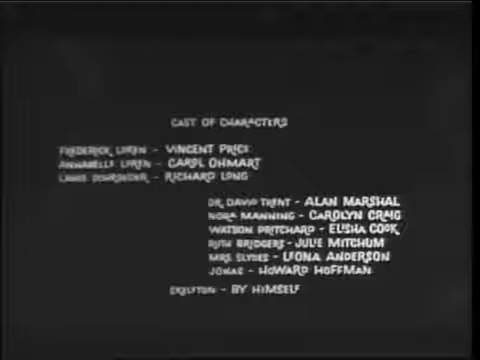 CAST OF CHARACTERS
FREDERICK LOREN - VINCENT PRICE
ANNABELLE LOREN - CAROL OHMART
LANCE SCHROEDER - RICHARD LONG
DR. DAVID TRENT - ALAN MARSHAL
NORA MANNING - CAROLYN CRAIG
WATSON PRITCHARD - ELISHA COOK
RUTH BRIDGERS - JULIE MITCHUM
MRS. SLYDES - LEONA ANDERSON
JONAS - HOWARD HOFFMAN
SKELETON - BY HIMSELF